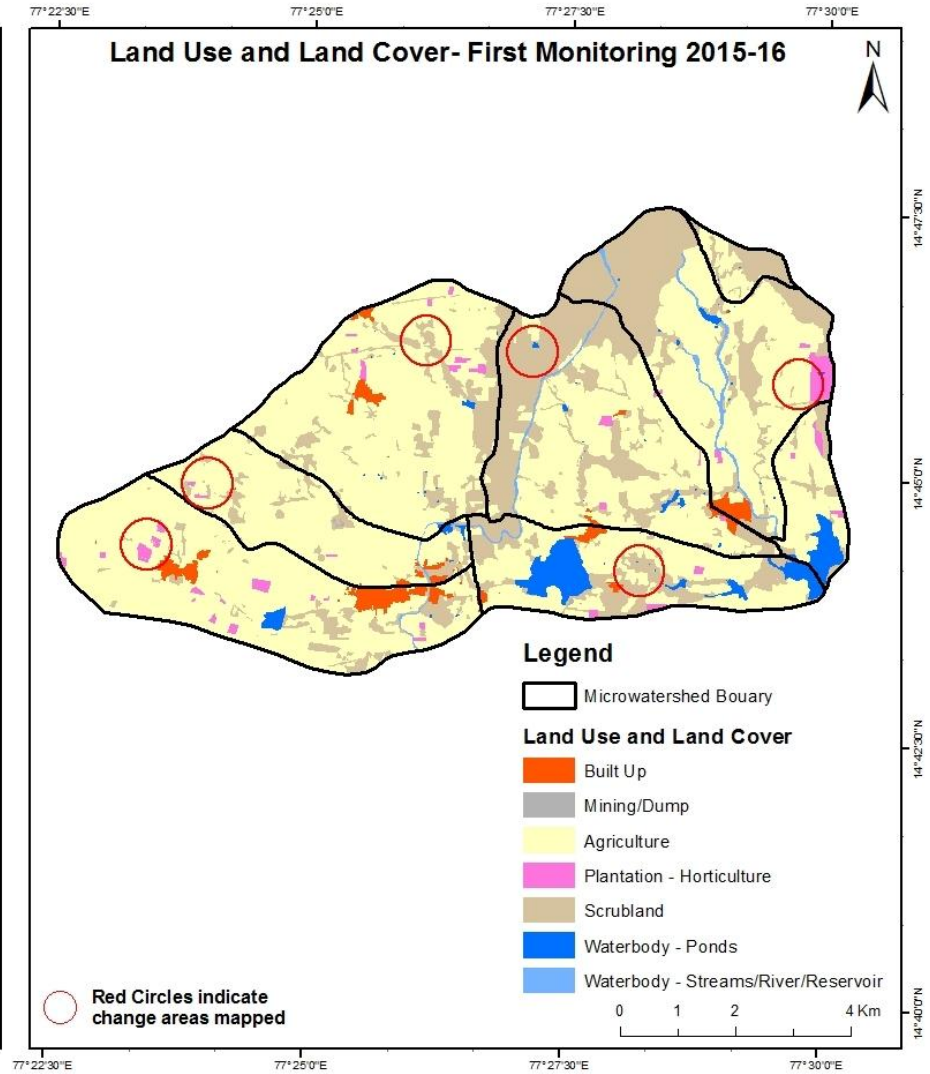 77°22'30"E 77°25'0"E 77°27'30"E 77°30'0"E
Land Use and Land Cover- First Monitoring 2015-16
N
14°47'30"N
14°45'0"N
14°42'30"N
14°40'0"N
Legend
Microwatershed Bouary
Land Use and Land Cover
Built Up
Mining/Dump
Agriculture
Plantation - Horticulture
Scrubland
Waterbody - Ponds
Waterbody - Streams/River/Reservoir
0 1 2 4 Km
Red Circles indicate
change areas mapped
77°22'30"E 77°25'0"E 77°27'30"E 77°30'0"E